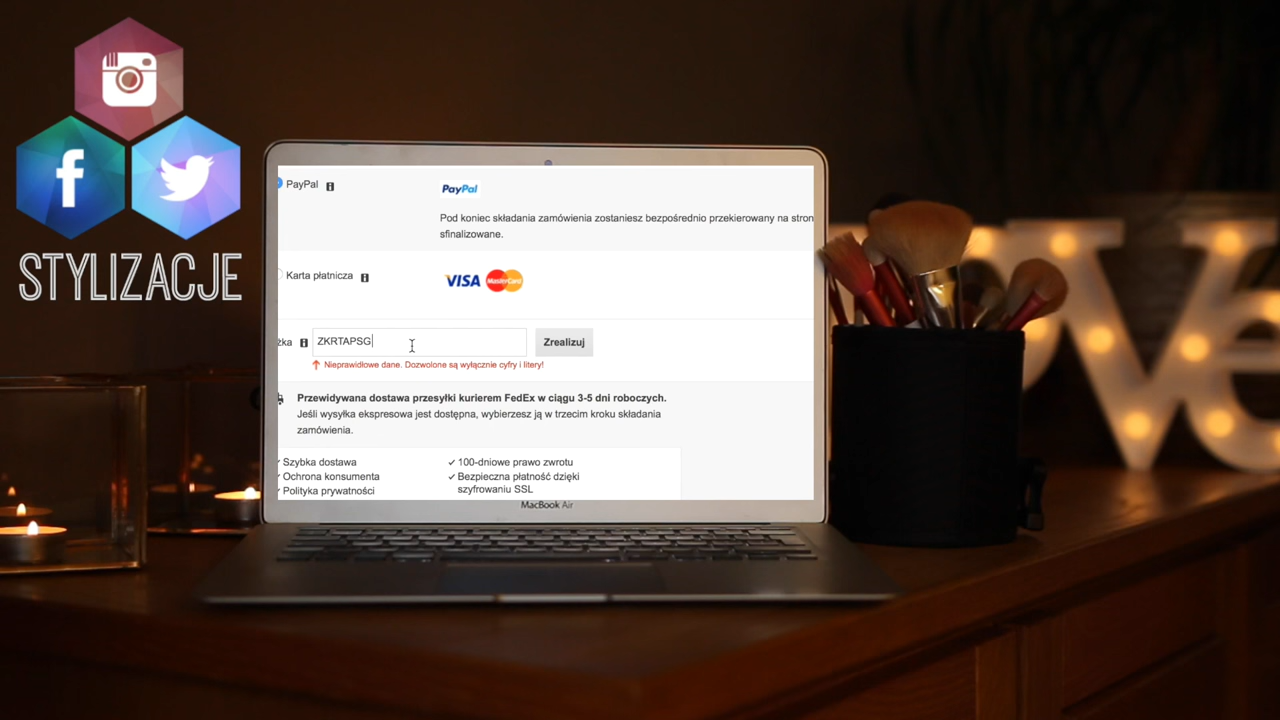 STYLIZACJE
PayPal
PayPal
Pod koniec składania zamówienia zostaniesz bezpośrednio przekierowany na stron
sfinalizowane.
Karta płatnicza
VISA MasterCard
żka
ZKRTAPSG
Zrealizuj
Nieprawidłowe dane. Dozwolone są wyłącznie cyfry i litery!
Przewidywana dostawa przesyłki kurierem FedEx w ciągu 3-5 dni roboczych.
Jeśli wysyłka ekspresowa jest dostępna, wybierzesz ją w trzecim kroku składania
zamówienia.
Szybka dostawa
Ochrona konsumenta
Polityka prywatności
100-dniowe prawo zwrotu
Bezpieczna płatność dzięki
szyfrowaniu SSL
MacBook Air
OVE